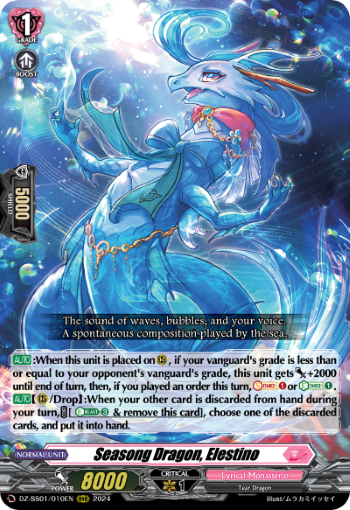 1
GRADE
BOOST
5000
SHIELD
The sound of waves, bubbles, and your voice.
A spontaneous composition played by the sea.
AUTO:When this unit is placed on RC, if your vanguard's grade is less than
or equal to your opponent's vanguard's grade, this unit gets +2000
until end of turn, then, if you played an order this turn, or .
AUTO【RC/Drop】:When your other card is discarded from hand during
your turn, [ & remove this card], choose one of the discarded
cards, and put it into hand.
NORMAL UNIT
Seasong Dragon, Elestino
POWER 8000
CRITICAL
1
Lyrical Monasterio
Tear Dragon
D-DZ-SS01/010EN RRR 2024
illust/ムラカミイッセイ